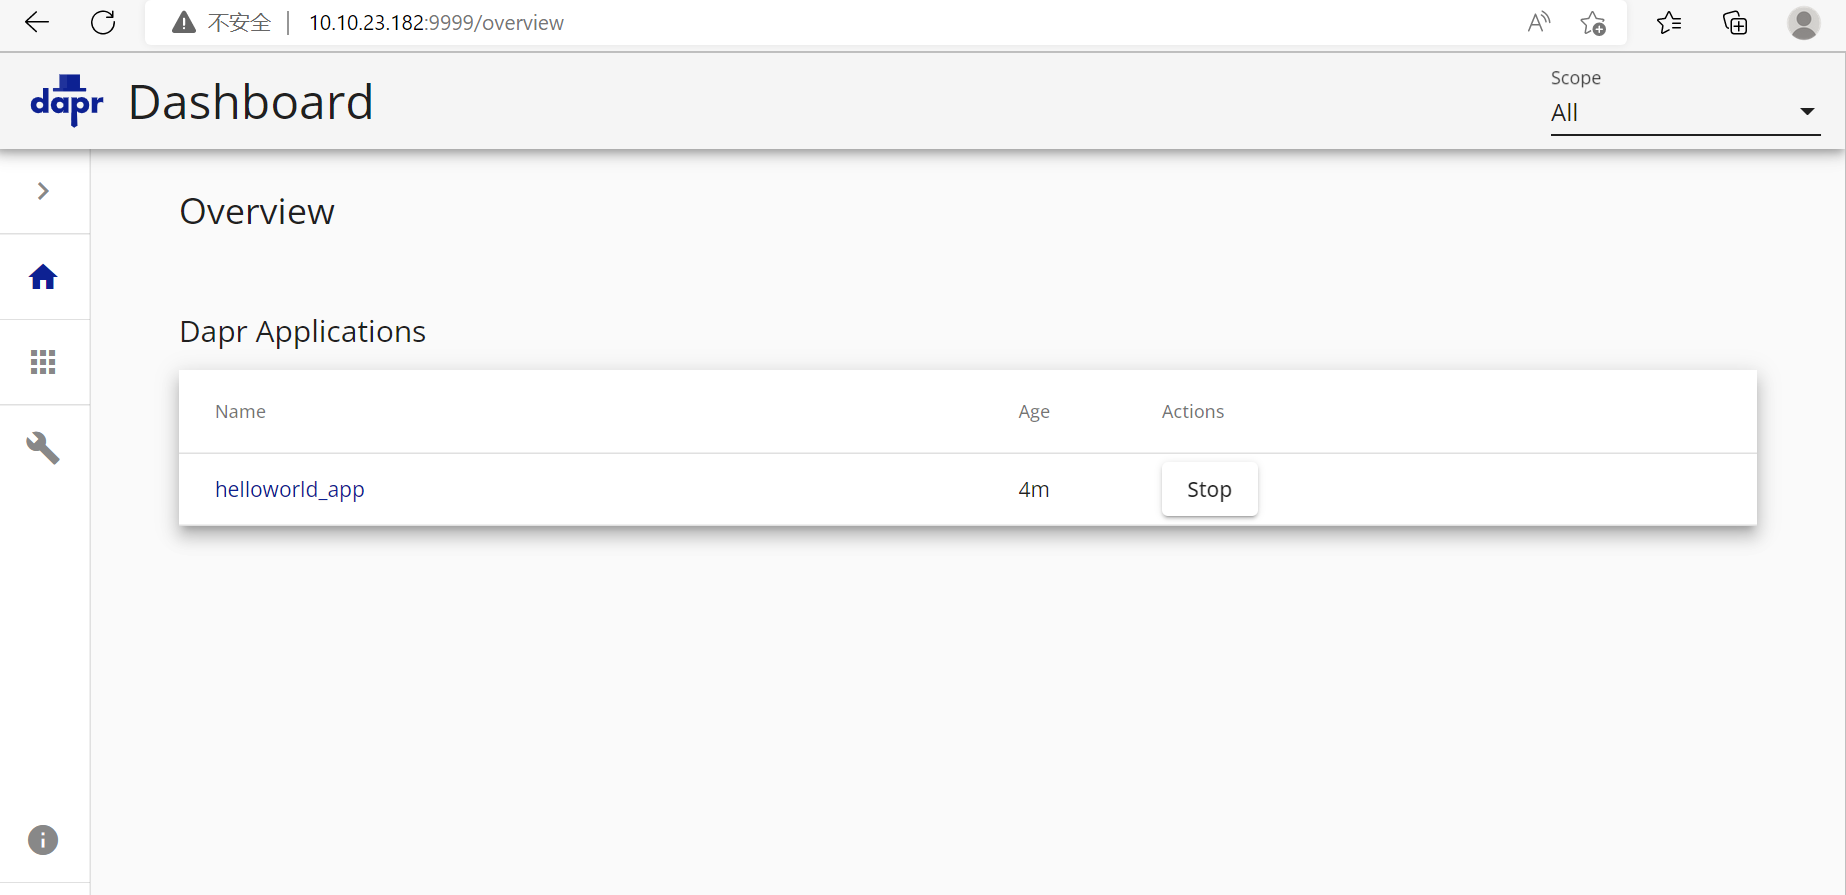 不安全 | 10.10.23.182:9999/overview
dapr Dashboard
Scope
All
Overview
Dapr Applications
Name Age Actions
helloworld_app 4m Stop